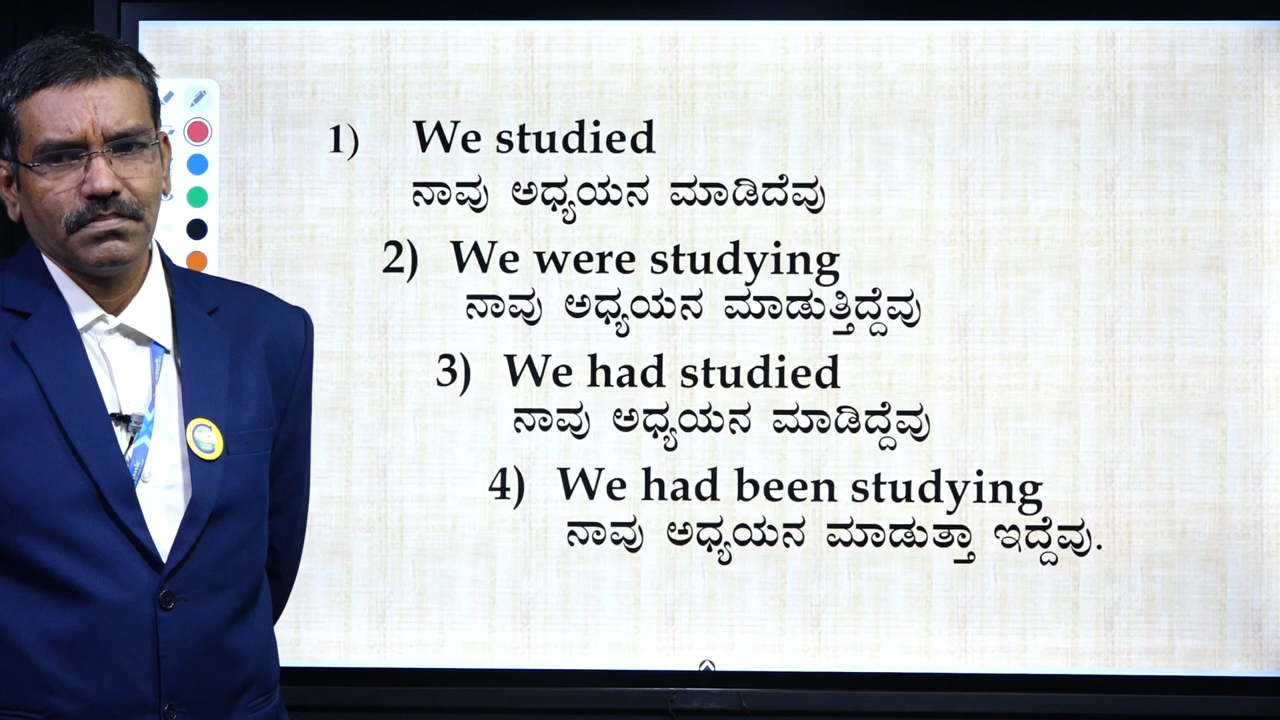 1) We studied
ನಾವು ಅಧ್ಯಯನ ಮಾಡಿದೆವು
2) We were studying
ನಾವು ಅಧ್ಯಯನ ಮಾಡುತ್ತಿದ್ದೆವು
3) We had studied
ನಾವು ಅಧ್ಯಯನ ಮಾಡಿದ್ದೆವು
4) We had been studying
ನಾವು ಅಧ್ಯಯನ ಮಾಡುತ್ತಾ ಇದ್ದೆವು.